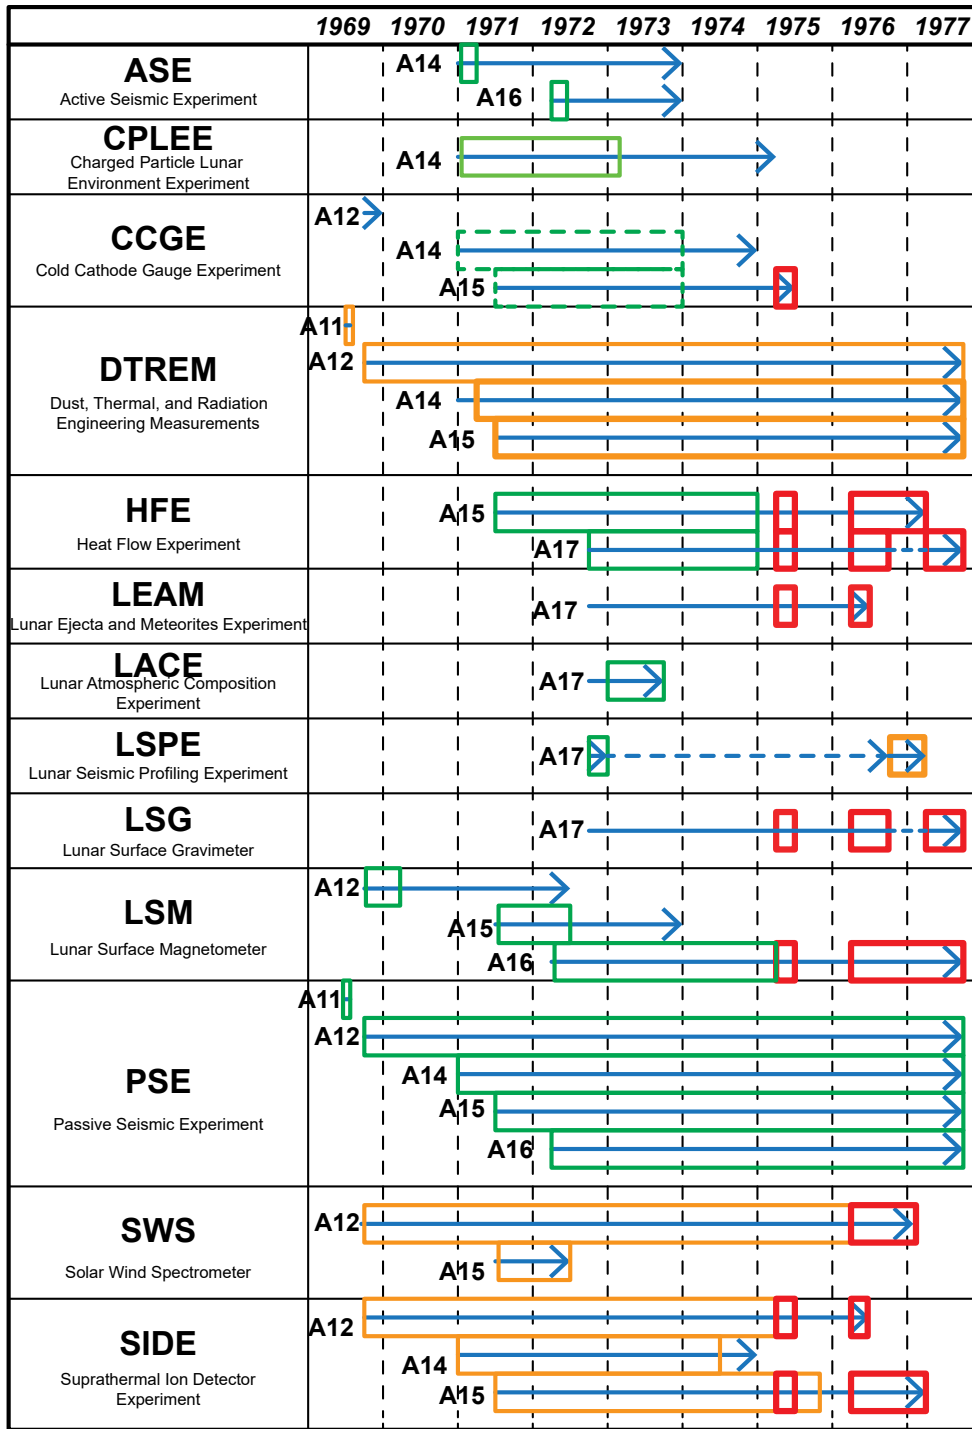 1969 1970 1971 1972 1973 1974 1975 1976 1977
ASE
Active Seismic Experiment
A14
A16
CPLEE
Charged Particle Lunar
Environment Experiment
A14
CCGE
Cold Cathode Gauge Experiment
A12
A14
A15
DTREM
Dust, Thermal, and Radiation
Engineering Measurements
A11
A12
A14
A15
HFE
Heat Flow Experiment
A15
A17
LEAM
Lunar Ejecta and Meteorites Experiment
A17
LACE
Lunar Atmospheric Composition
Experiment
A17
LSPE
Lunar Seismic Profiling Experiment
A17
LSG
Lunar Surface Gravimeter
A17
LSM
Lunar Surface Magnetometer
A12
A15
A16
PSE
Passive Seismic Experiment
A11
A12
A14
A15
A16
SWS
Solar Wind Spectrometer
A12
A15
SIDE
Suprathermal Ion Detector
Experiment
A12
A14
A15